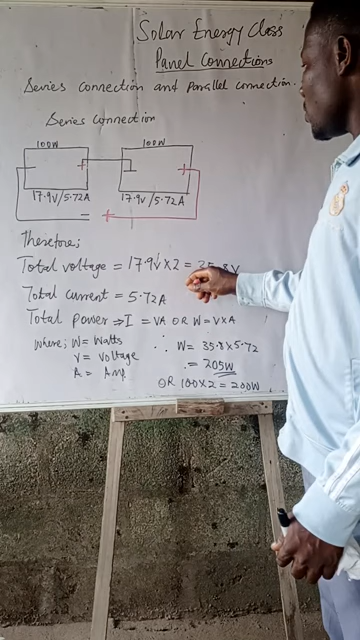 Solar Energy Class
Panel Connections
Series connection and parallel connection.
Series connection
100W 100W
- + - +
17.9V/5.72A 17.9V/5.72A
- +
Therefore;
Total voltage = 17.9V × 2 = 35.8V
Total current = 5.72A
Total power ⇒ I = VA OR W = V×A
Where; W = Watts ∴ W = 35.8 × 5.72
V = Voltage = 205W
A = Amp OR 100×2 = 200W